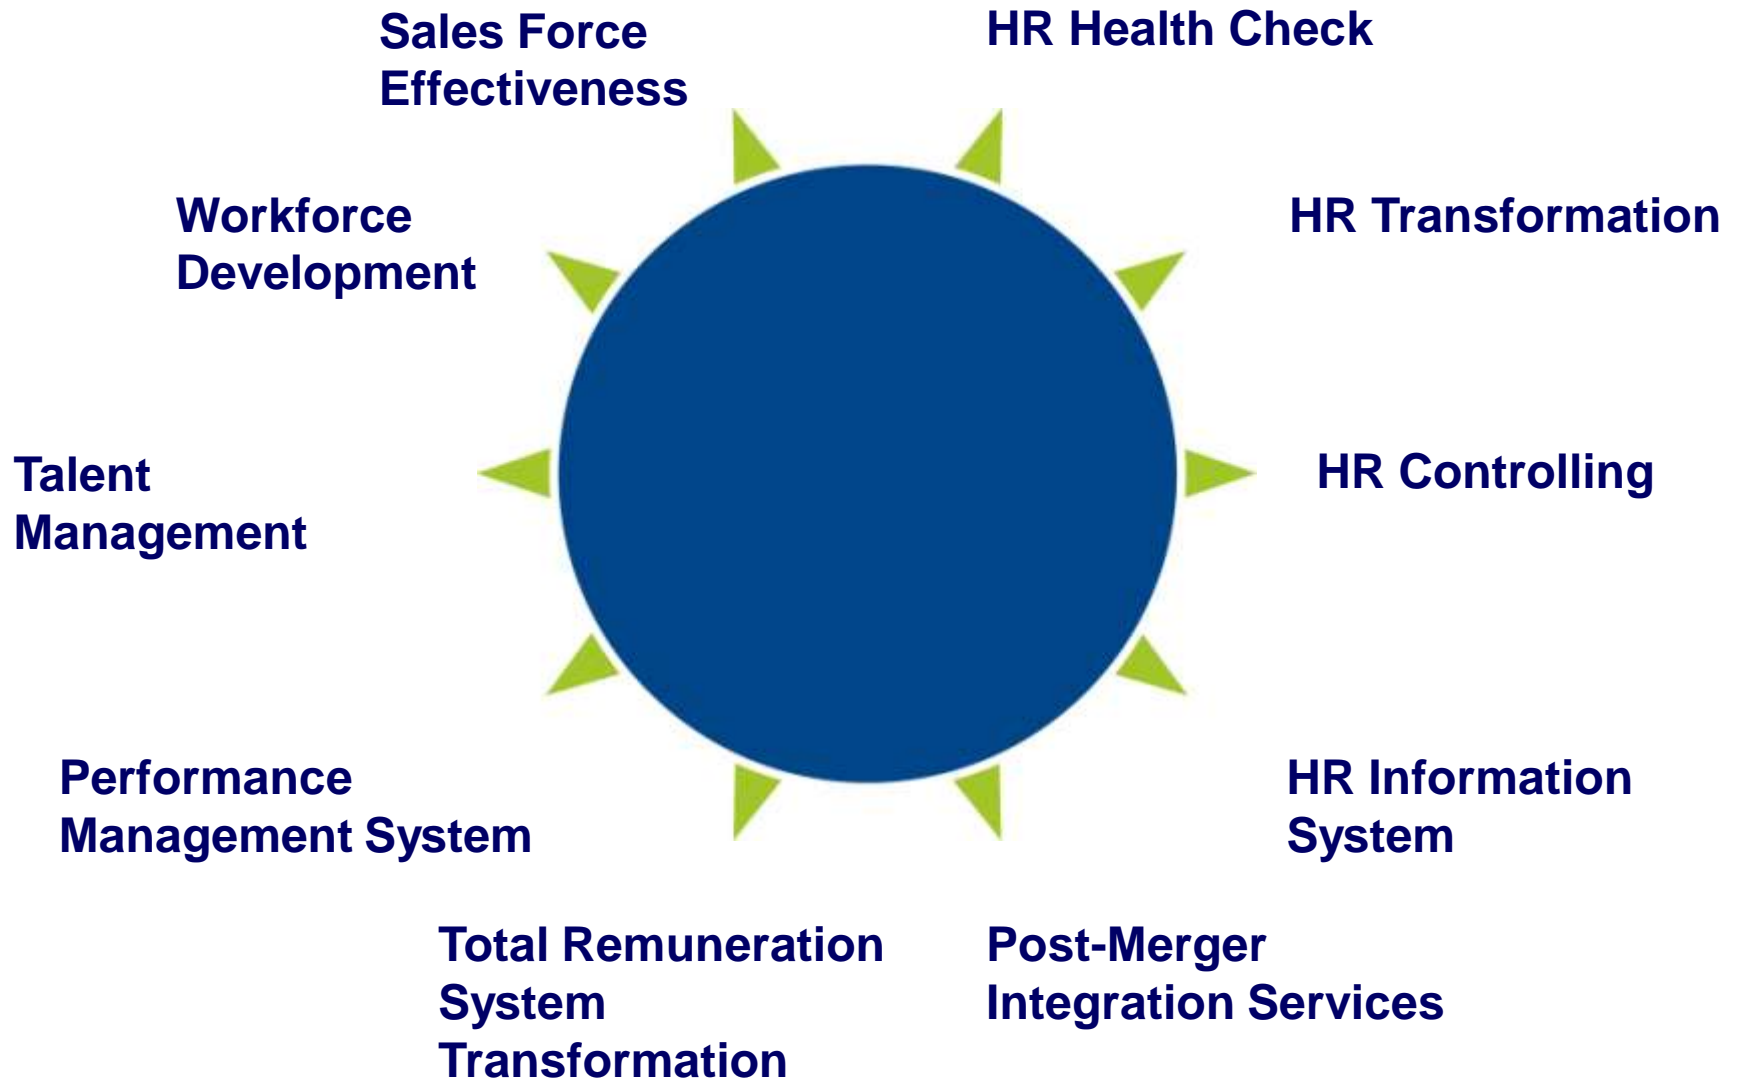 Sales Force
Effectiveness
HR Health Check
Workforce
Development
HR Transformation
Talent
Management
HR Controlling
Performance
Management System
HR Information
System
Total Remuneration
System
Transformation
Post-Merger
Integration Services